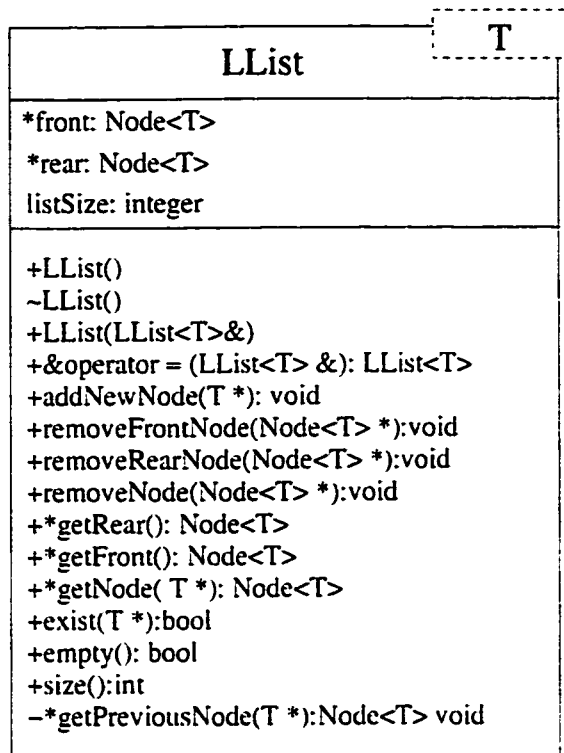 T
LList
*front: Node<T>
*rear: Node<T>
listSize: integer
+LList()
~LList()
+LList(LList<T>&)
+&operator = (LList<T> &): LList<T>
+addNewNode(T *): void
+removeFrontNode(Node<T> *):void
+removeRearNode(Node<T> *):void
+removeNode(Node<T> *):void
+*getRear(): Node<T>
+*getFront(): Node<T>
+*getNode( T *): Node<T>
+exist(T *):bool
+empty(): bool
+size():int
-*getPreviousNode(T *):Node<T> void